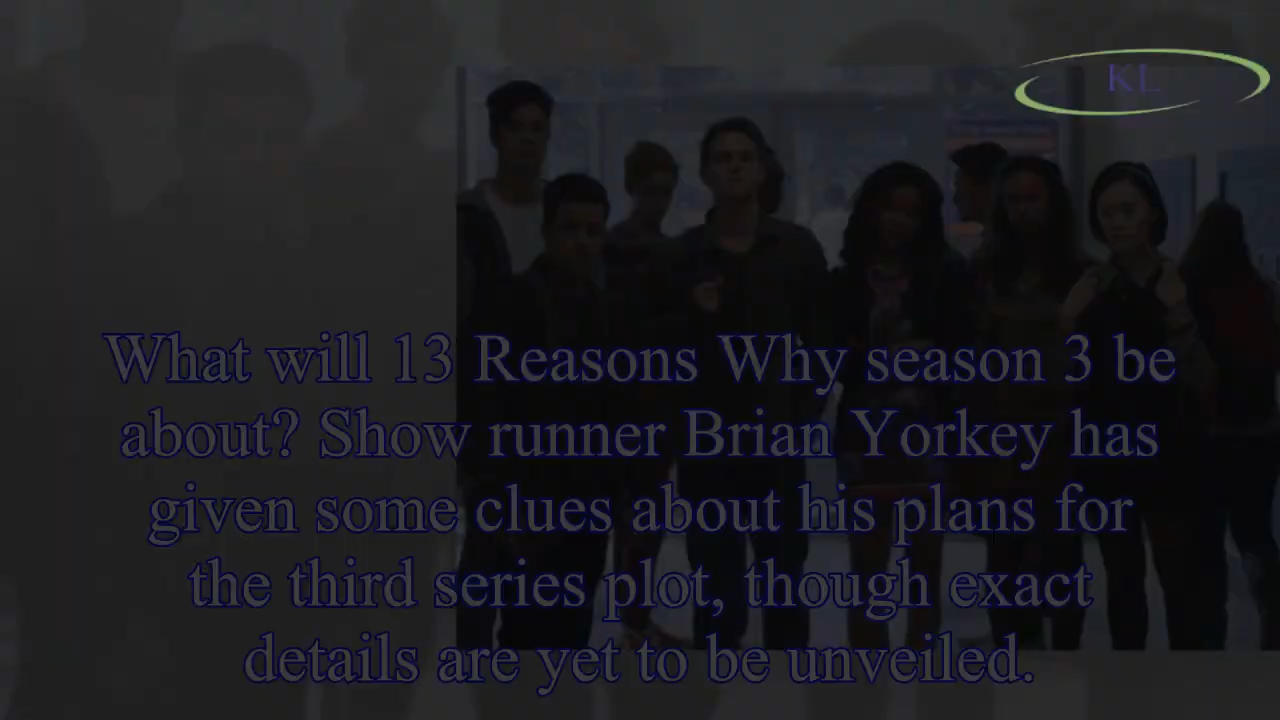 KL
What will 13 Reasons Why season 3 be
about? Show runner Brian Yorkey has
given some clues about his plans for
the third series plot, though exact
details are yet to be unveiled.